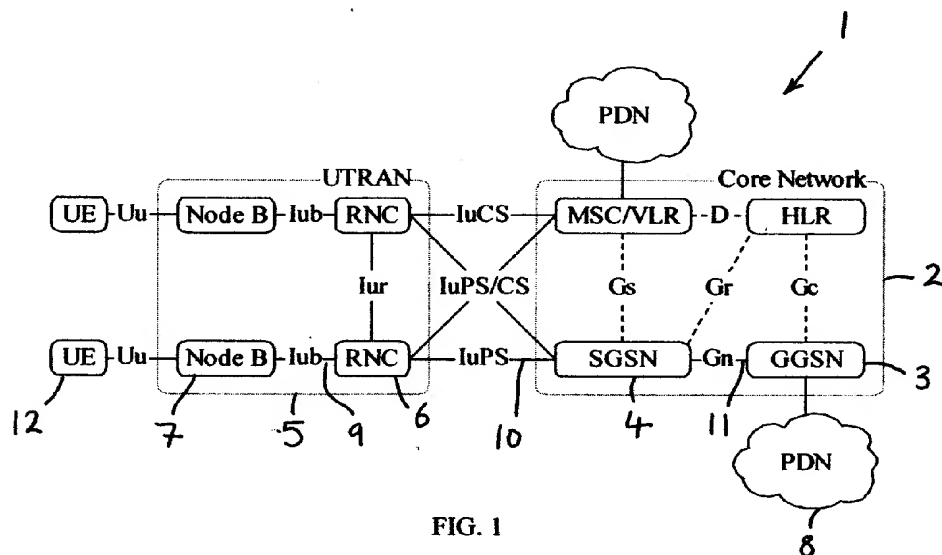 1
PDN
UTRAN
Core Network
UE Uu Node B Iub RNC IuCS MSC/VLR D HLR
Iur IuPS/CS Gs Gr Gc 2
UE Uu Node B Iub RNC IuPS SGSN Gn GGSN 3
12 7 5 9 6 10 4 11
PDN
8
FIG. 1